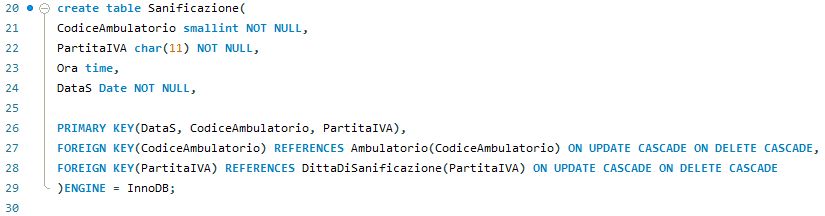 20 create table Sanificazione(
21 CodiceAmbulatorio smallint NOT NULL,
22 PartitaIVA char(11) NOT NULL,
23 Ora time,
24 DataS Date NOT NULL,
25
26 PRIMARY KEY(DataS, CodiceAmbulatorio, PartitaIVA),
27 FOREIGN KEY(CodiceAmbulatorio) REFERENCES Ambulatorio(CodiceAmbulatorio) ON UPDATE CASCADE ON DELETE CASCADE,
28 FOREIGN KEY(PartitaIVA) REFERENCES DittaDiSanificazione(PartitaIVA) ON UPDATE CASCADE ON DELETE CASCADE
29 )ENGINE = InnoDB;
30